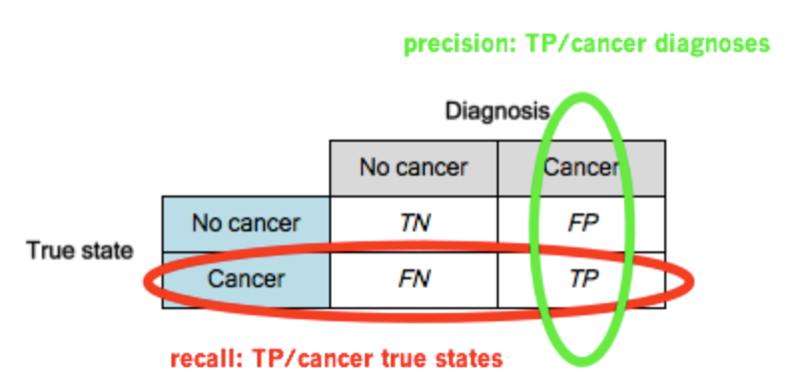 precision: TP/cancer diagnoses
Diagnosis
No cancer Cancer
No cancer TN FP
True state
Cancer FN TP
recall: TP/cancer true states